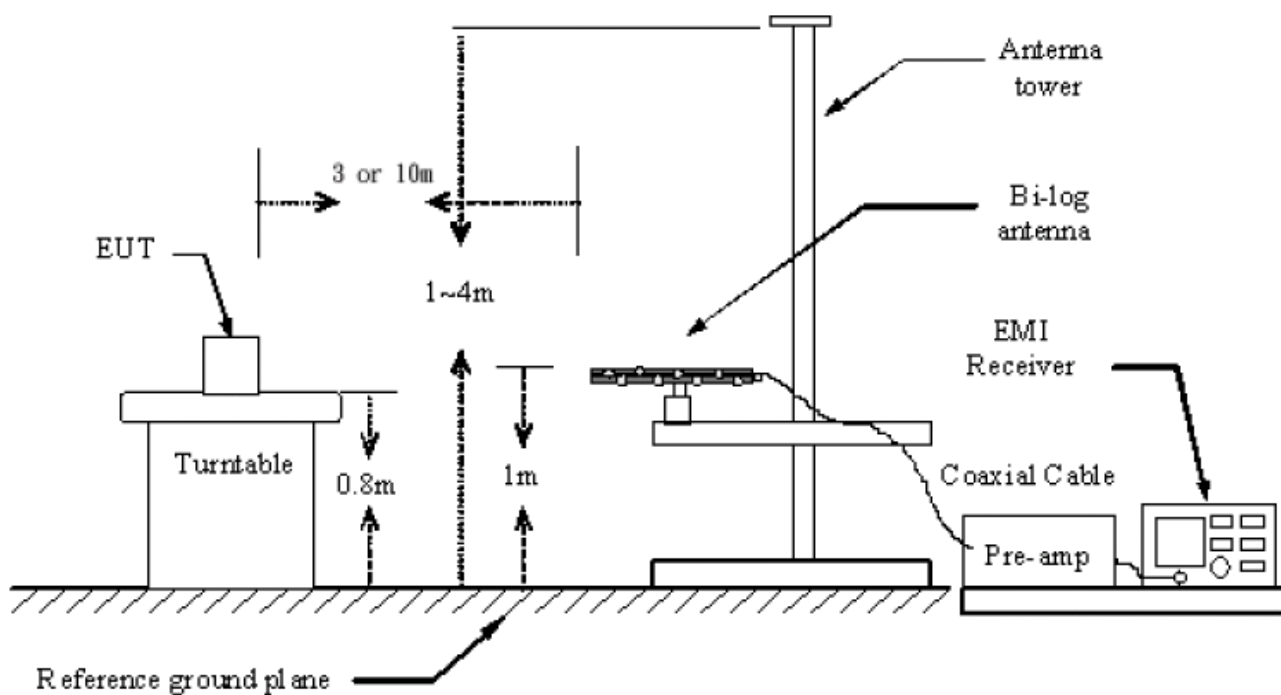 Antenna
tower
3 or 10m
Bi-log
antenna
EUT
1~4m
EMI
Receiver
Turntable
0.8m
1m
Coaxial Cable
Pre-amp
Reference ground plane